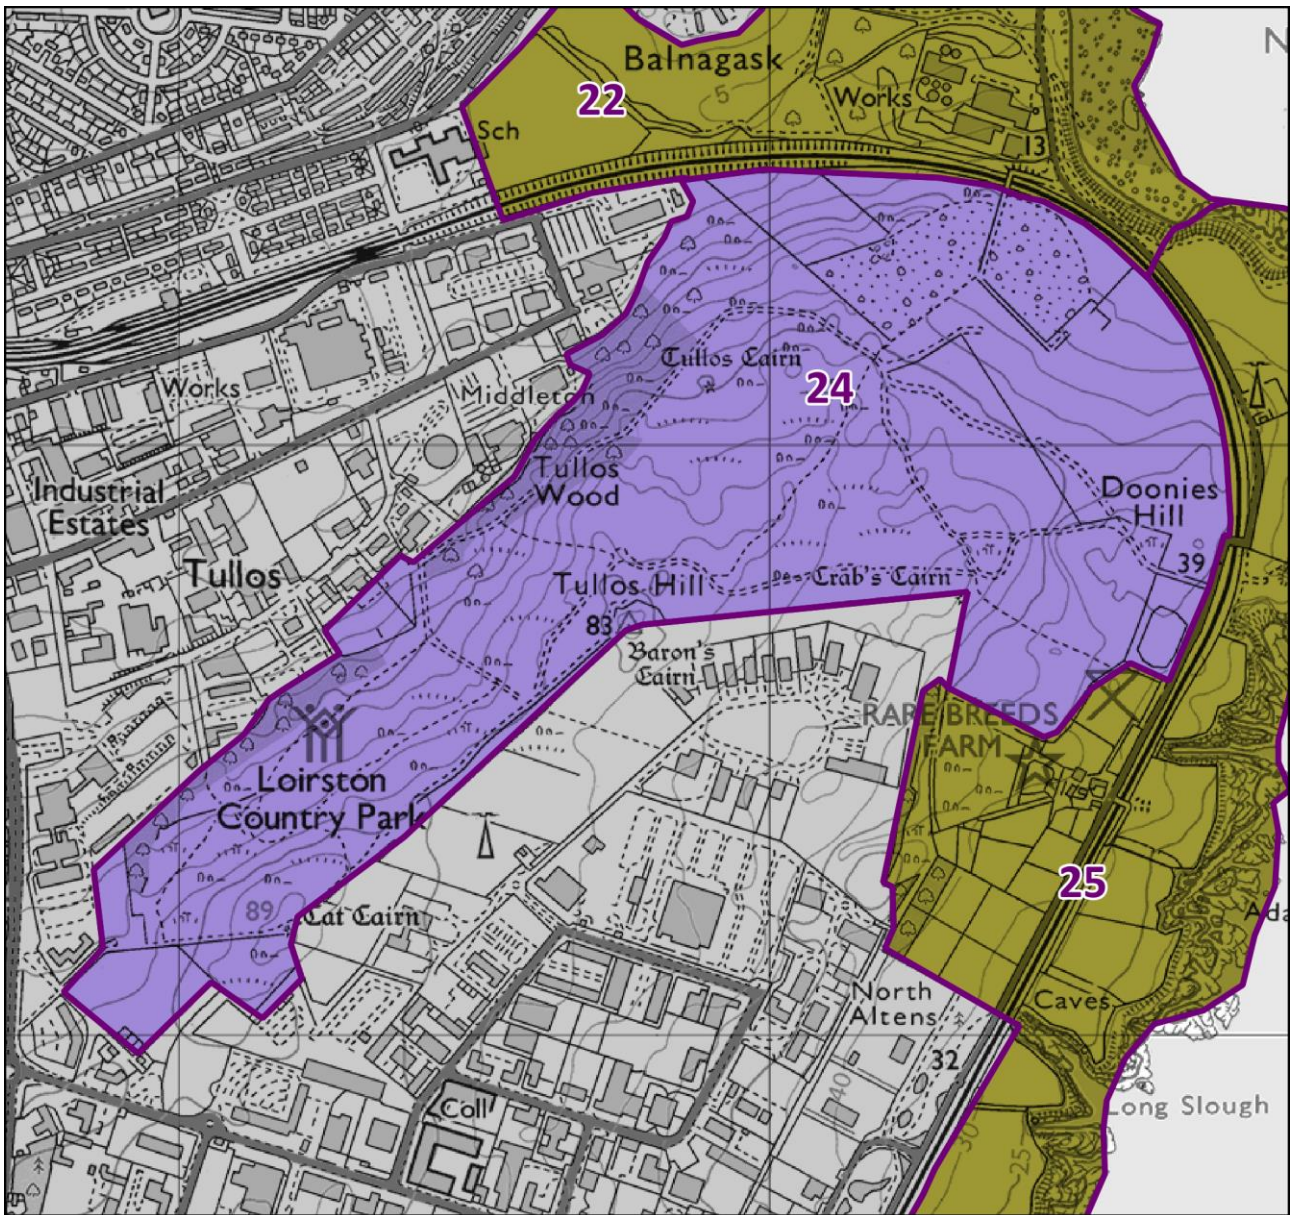 N
Balnagask
22
5
Works
Sch
13
Tullos Cairn
24
Works
Middleton
Tullos
Wood
Doonies
Hill
Industrial
Estates
Tullos
Tullos Hill
Crab's Cairn
39
83
Baron's
Cairn
RARE BREEDS
FARM
Loirston
Country Park
25
89
Cat Cairn
Ada
North
Altens
Caves
32
40
Coll
Long Slough
30
25